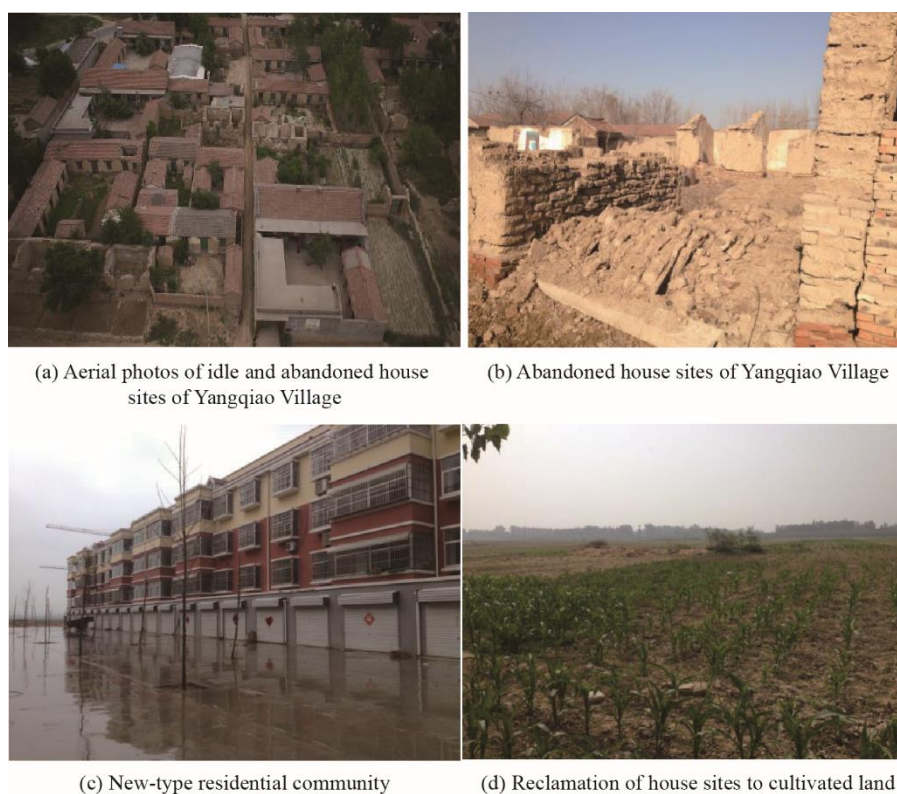 (a) Aerial photos of idle and abandoned house
sites of Yangqiao Village
(b) Abandoned house sites of Yangqiao Village
(c) New-type residential community
(d) Reclamation of house sites to cultivated land